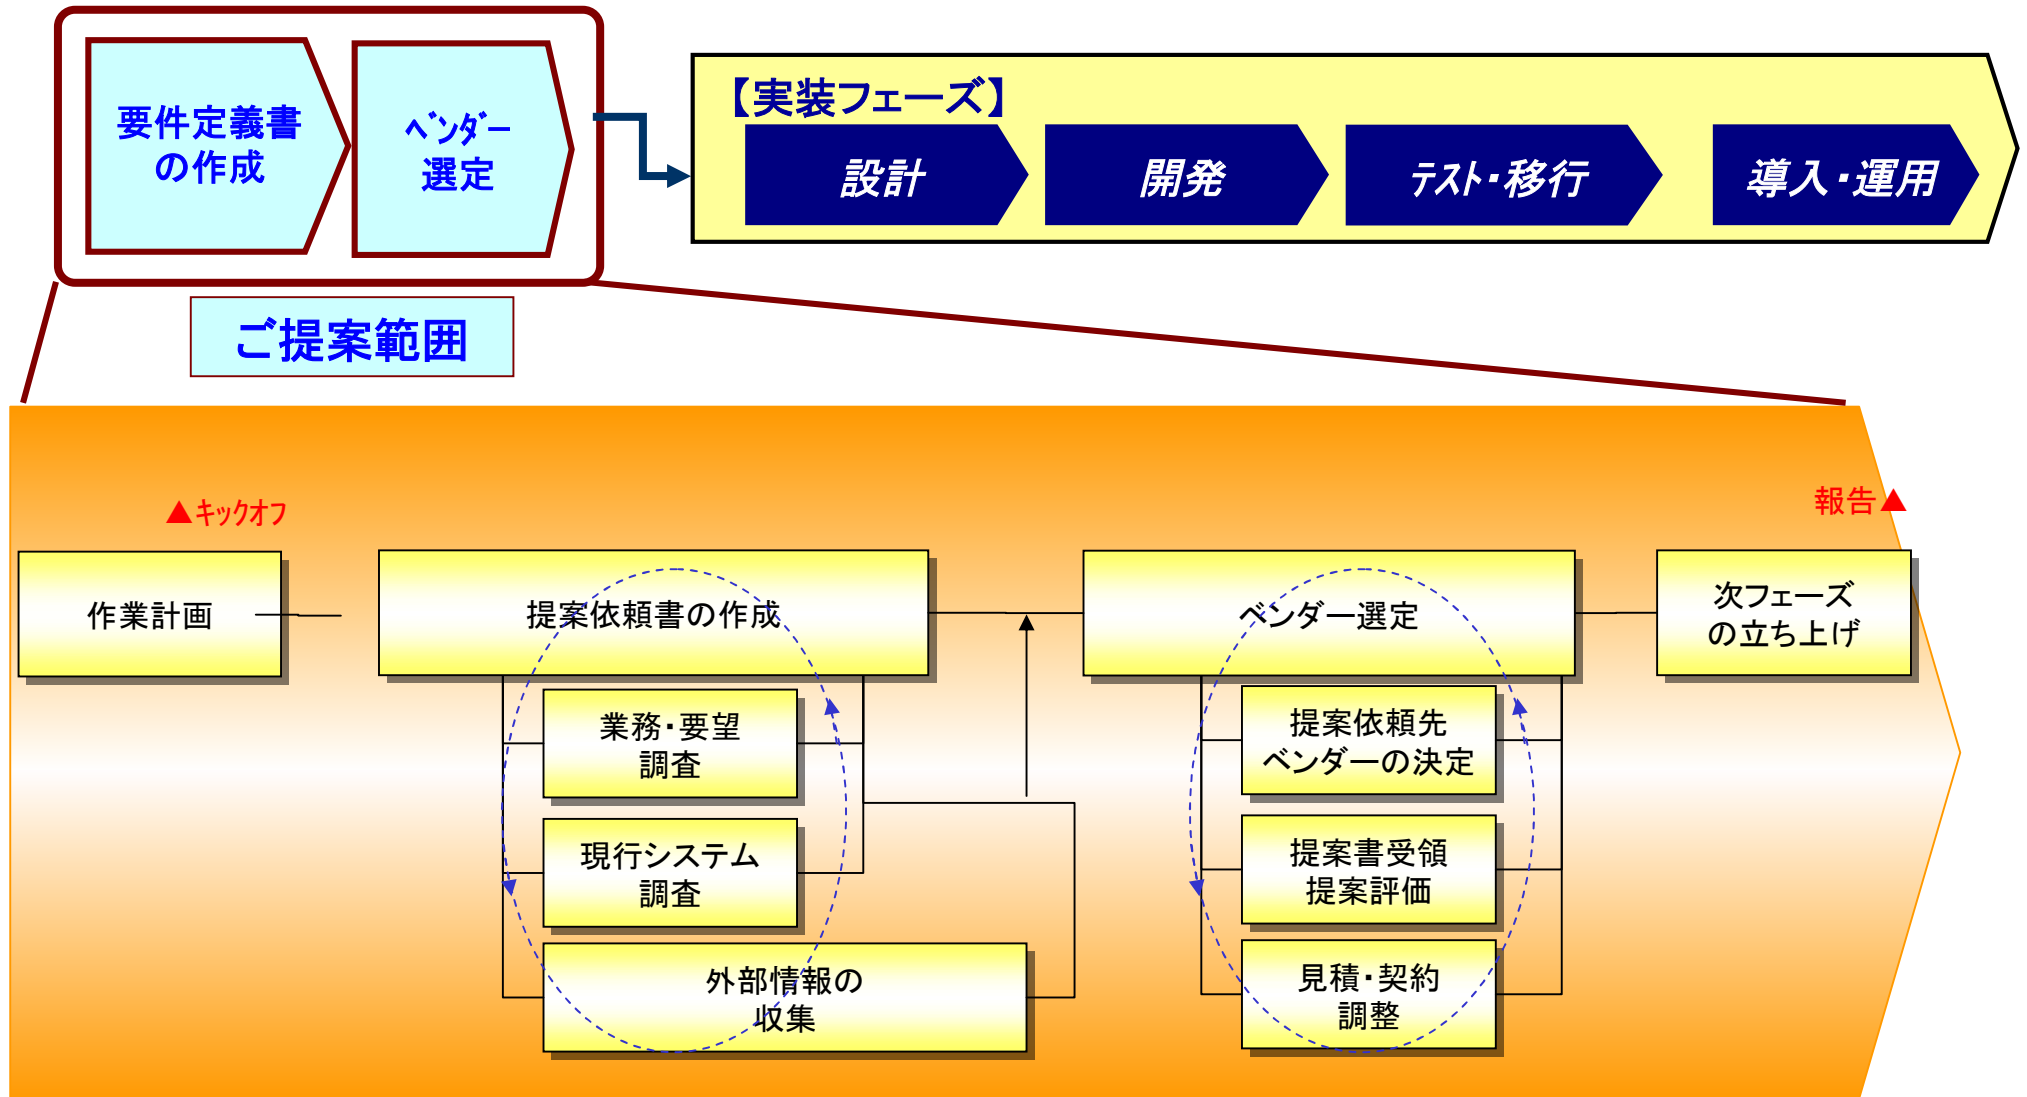 要件定義書
の作成
ベンダー
選定
【実装フェーズ】
設計
開発
テスト・移行
導入・運用
ご提案範囲
▲キックオフ
報告▲
作業計画
提案依頼書の作成
ベンダー選定
次フェーズ
の立ち上げ
業務・要望
調査
現行システム
調査
外部情報の
収集
提案依頼先
ベンダーの決定
提案書受領
提案評価
見積・契約
調整